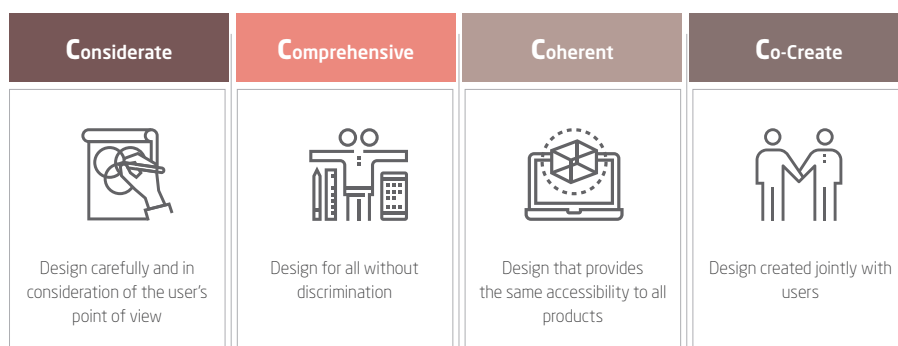 Considerate
Comprehensive
Coherent
Co-Create
Design carefully and in
consideration of the user's
point of view
Design for all without
discrimination
Design that provides
the same accessibility to all
products
Design created jointly with
users